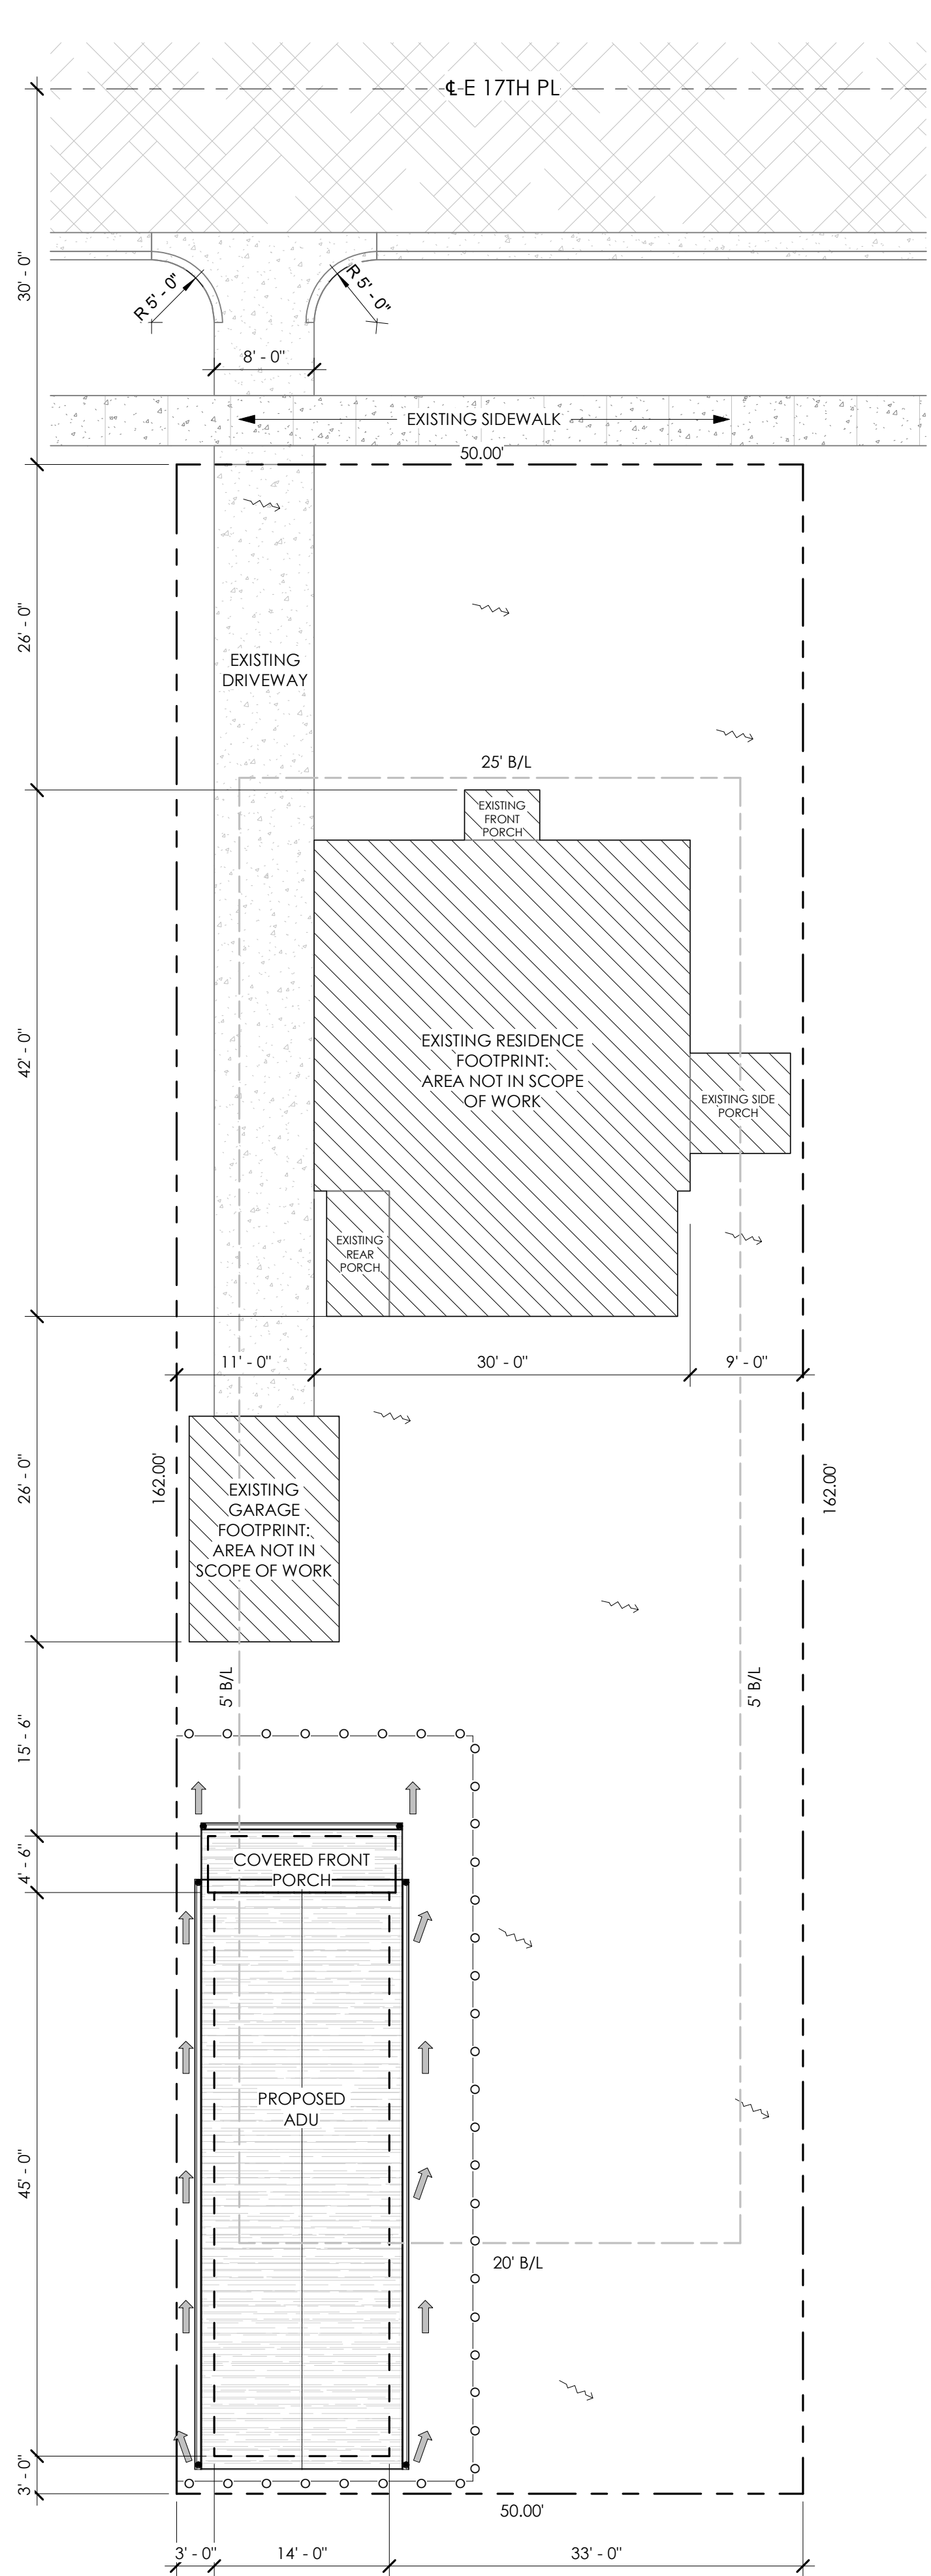 ℄ E 17TH PL
30' - 0"
R 5' - 0"
R 5' - 0"
8' - 0"
EXISTING SIDEWALK
50.00'
26' - 0"
EXISTING
DRIVEWAY
25' B/L
EXISTING
FRONT
PORCH
42' - 0"
EXISTING RESIDENCE
FOOTPRINT:
AREA NOT IN SCOPE
OF WORK
EXISTING SIDE
PORCH
EXISTING
REAR
PORCH
11' - 0"
30' - 0"
9' - 0"
26' - 0"
162.00'
162.00'
EXISTING
GARAGE
FOOTPRINT:
AREA NOT IN
SCOPE OF WORK
5' B/L
5' B/L
15' - 6"
4' - 6"
COVERED FRONT
PORCH
PROPOSED
ADU
45' - 0"
20' B/L
3' - 0"
50.00'
3' - 0"
14' - 0"
33' - 0"